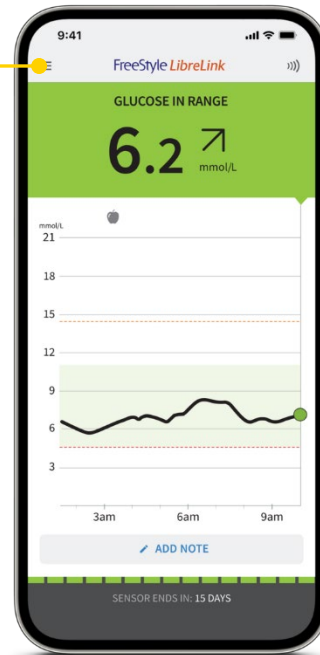 9:41
FreeStyle LibreLink
GLUCOSE IN RANGE
6.2
mmol/L
mmol/L
21
18
15
12
9
6
3
3am 6am 9am
ADD NOTE
SENSOR ENDS IN: 15 DAYS